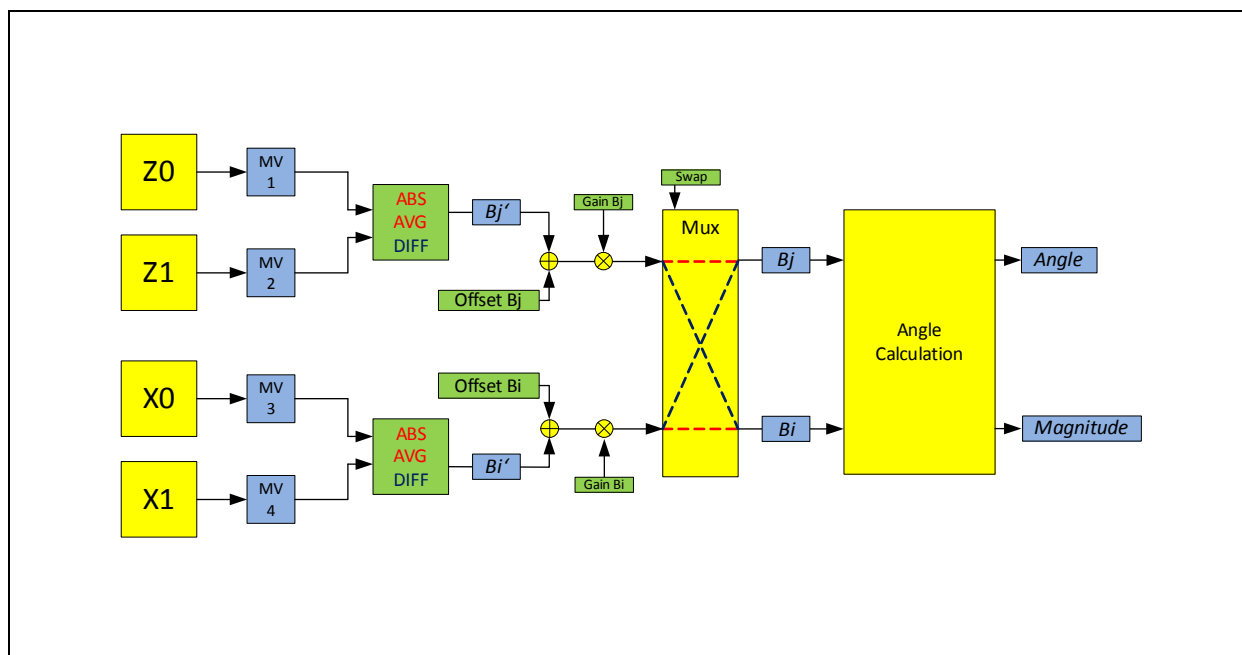 Z0
MV
1
ABS
AVG
DIFF
Bj‘
Gain Bj
Swap
Mux
Bj
Angle
Z1
MV
2
Offset Bj
Angle
Calculation
X0
MV
3
Offset Bi
ABS
AVG
DIFF
Bi‘
Gain Bi
Bi
Magnitude
X1
MV
4